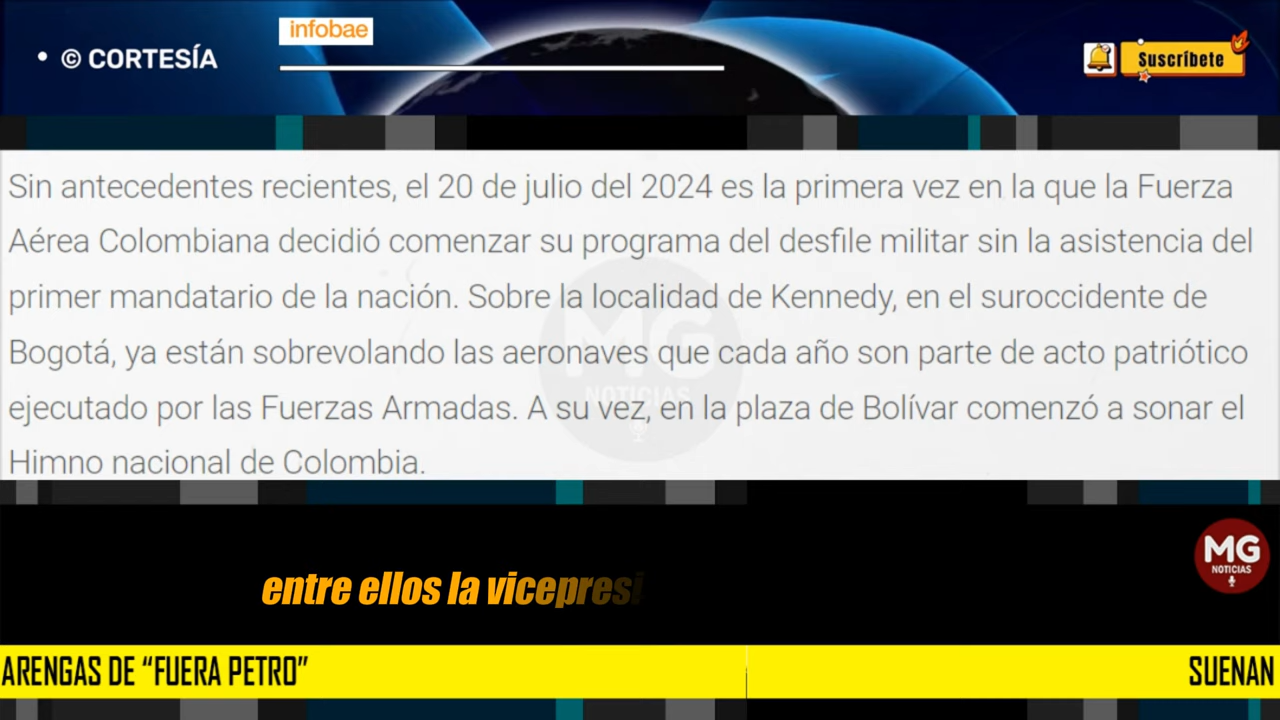 infobae
• © CORTESÍA
Suscríbete
Sin antecedentes recientes, el 20 de julio del 2024 es la primera vez en la que la Fuerza
Aérea Colombiana decidió comenzar su programa del desfile militar sin la asistencia del
primer mandatario de la nación. Sobre la localidad de Kennedy, en el suroccidente de
Bogotá, ya están sobrevolando las aeronaves que cada año son parte de acto patriótico
ejecutado por las Fuerzas Armadas. A su vez, en la plaza de Bolívar comenzó a sonar el
Himno nacional de Colombia.
MG
NOTICIAS
entre ellos la vicepresi
MG
NOTICIAS
ARENGAS DE “FUERA PETRO”
SUENAN